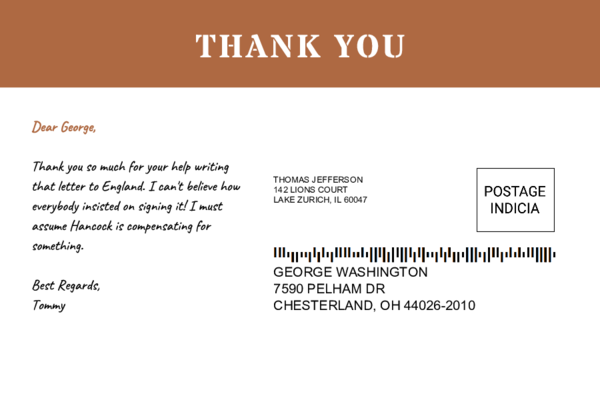 THANK YOU
Dear George,
Thank you so much for your help writing
that letter to England. I can't believe how
everybody insisted on signing it! I must
assume Hancock is compensating for
something.
Best Regards,
Tommy
THOMAS JEFFERSON
142 LIONS COURT
LAKE ZURICH, IL 60047
POSTAGE
INDICIA
GEORGE WASHINGTON
7590 PELHAM DR
CHESTERLAND, OH 44026-2010